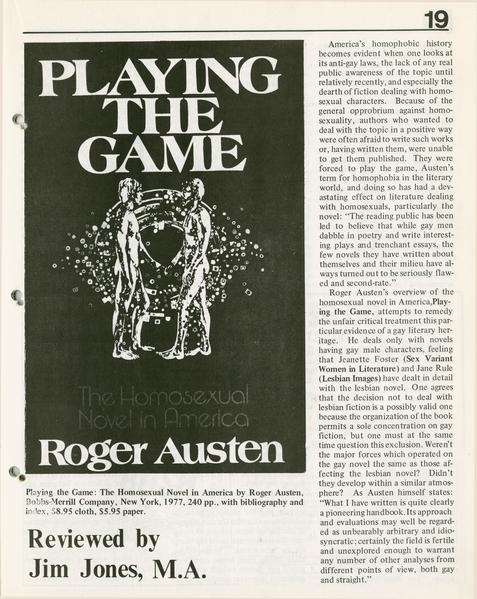 19
PLAYING
THE
GAME
The Homosexual
Novel in America
Roger Austen
Playing the Game: The Homosexual Novel in America by Roger Austen,
Bobbs-Merrill Company, New York, 1977, 240 pp., with bibliography and
index, $8.95 cloth, $5.95 paper.
Reviewed by
Jim Jones, M.A.
America's homophobic history
becomes evident when one looks at
its anti-gay laws, the lack of any real
public awareness of the topic until
relatively recently, and especially the
dearth of fiction dealing with homo-
sexual characters. Because of the
general opprobrium against homo-
sexuality, authors who wanted to
deal with the topic in a positive way
were often afraid to write such works
or, having written them, were unable
to get them published. They were
forced to play the game, Austen's
term for homophobia in the literary
world, and doing so has had a dev-
astating effect on literature dealing
with homosexuals, particularly the
novel: "The reading public has been
led to believe that while gay men
dabble in poetry and write interest-
ing plays and trenchant essays, the
few novels they have written about
themselves and their milieu have al-
ways turned out to be seriously flaw-
ed and second-rate."
Roger Austen's overview of the
homosexual novel in America,Play-
ing the Game, attempts to remedy
the unfair critical treatment this par-
ticular evidence of a gay literary her-
itage. He deals only with novels
having gay male characters, feeling
that Jeanette Foster (Sex Variant
Women in Literature) and Jane Rule
(Lesbian Images) have dealt in detail
with the lesbian novel. One agrees
that the decision not to deal with
lesbian fiction is a possibly valid one
because the organization of the book
permits a sole concentration on gay
fiction, but one must at the same
time question this exclusion. Weren't
the major forces which operated on
the gay novel the same as those af-
fecting the lesbian novel? Didn't
they develop within a similar atmos-
phere? As Austen himself states:
"What I have written is quite clearly
a pioneering handbook. Its approach
and evaluations may well be regard-
ed as unbearably arbitrary and idio-
syncratic; certainly the field is fertile
and unexplored enough to warrant
any number of other analyses from
different points of view, both gay
and straight."